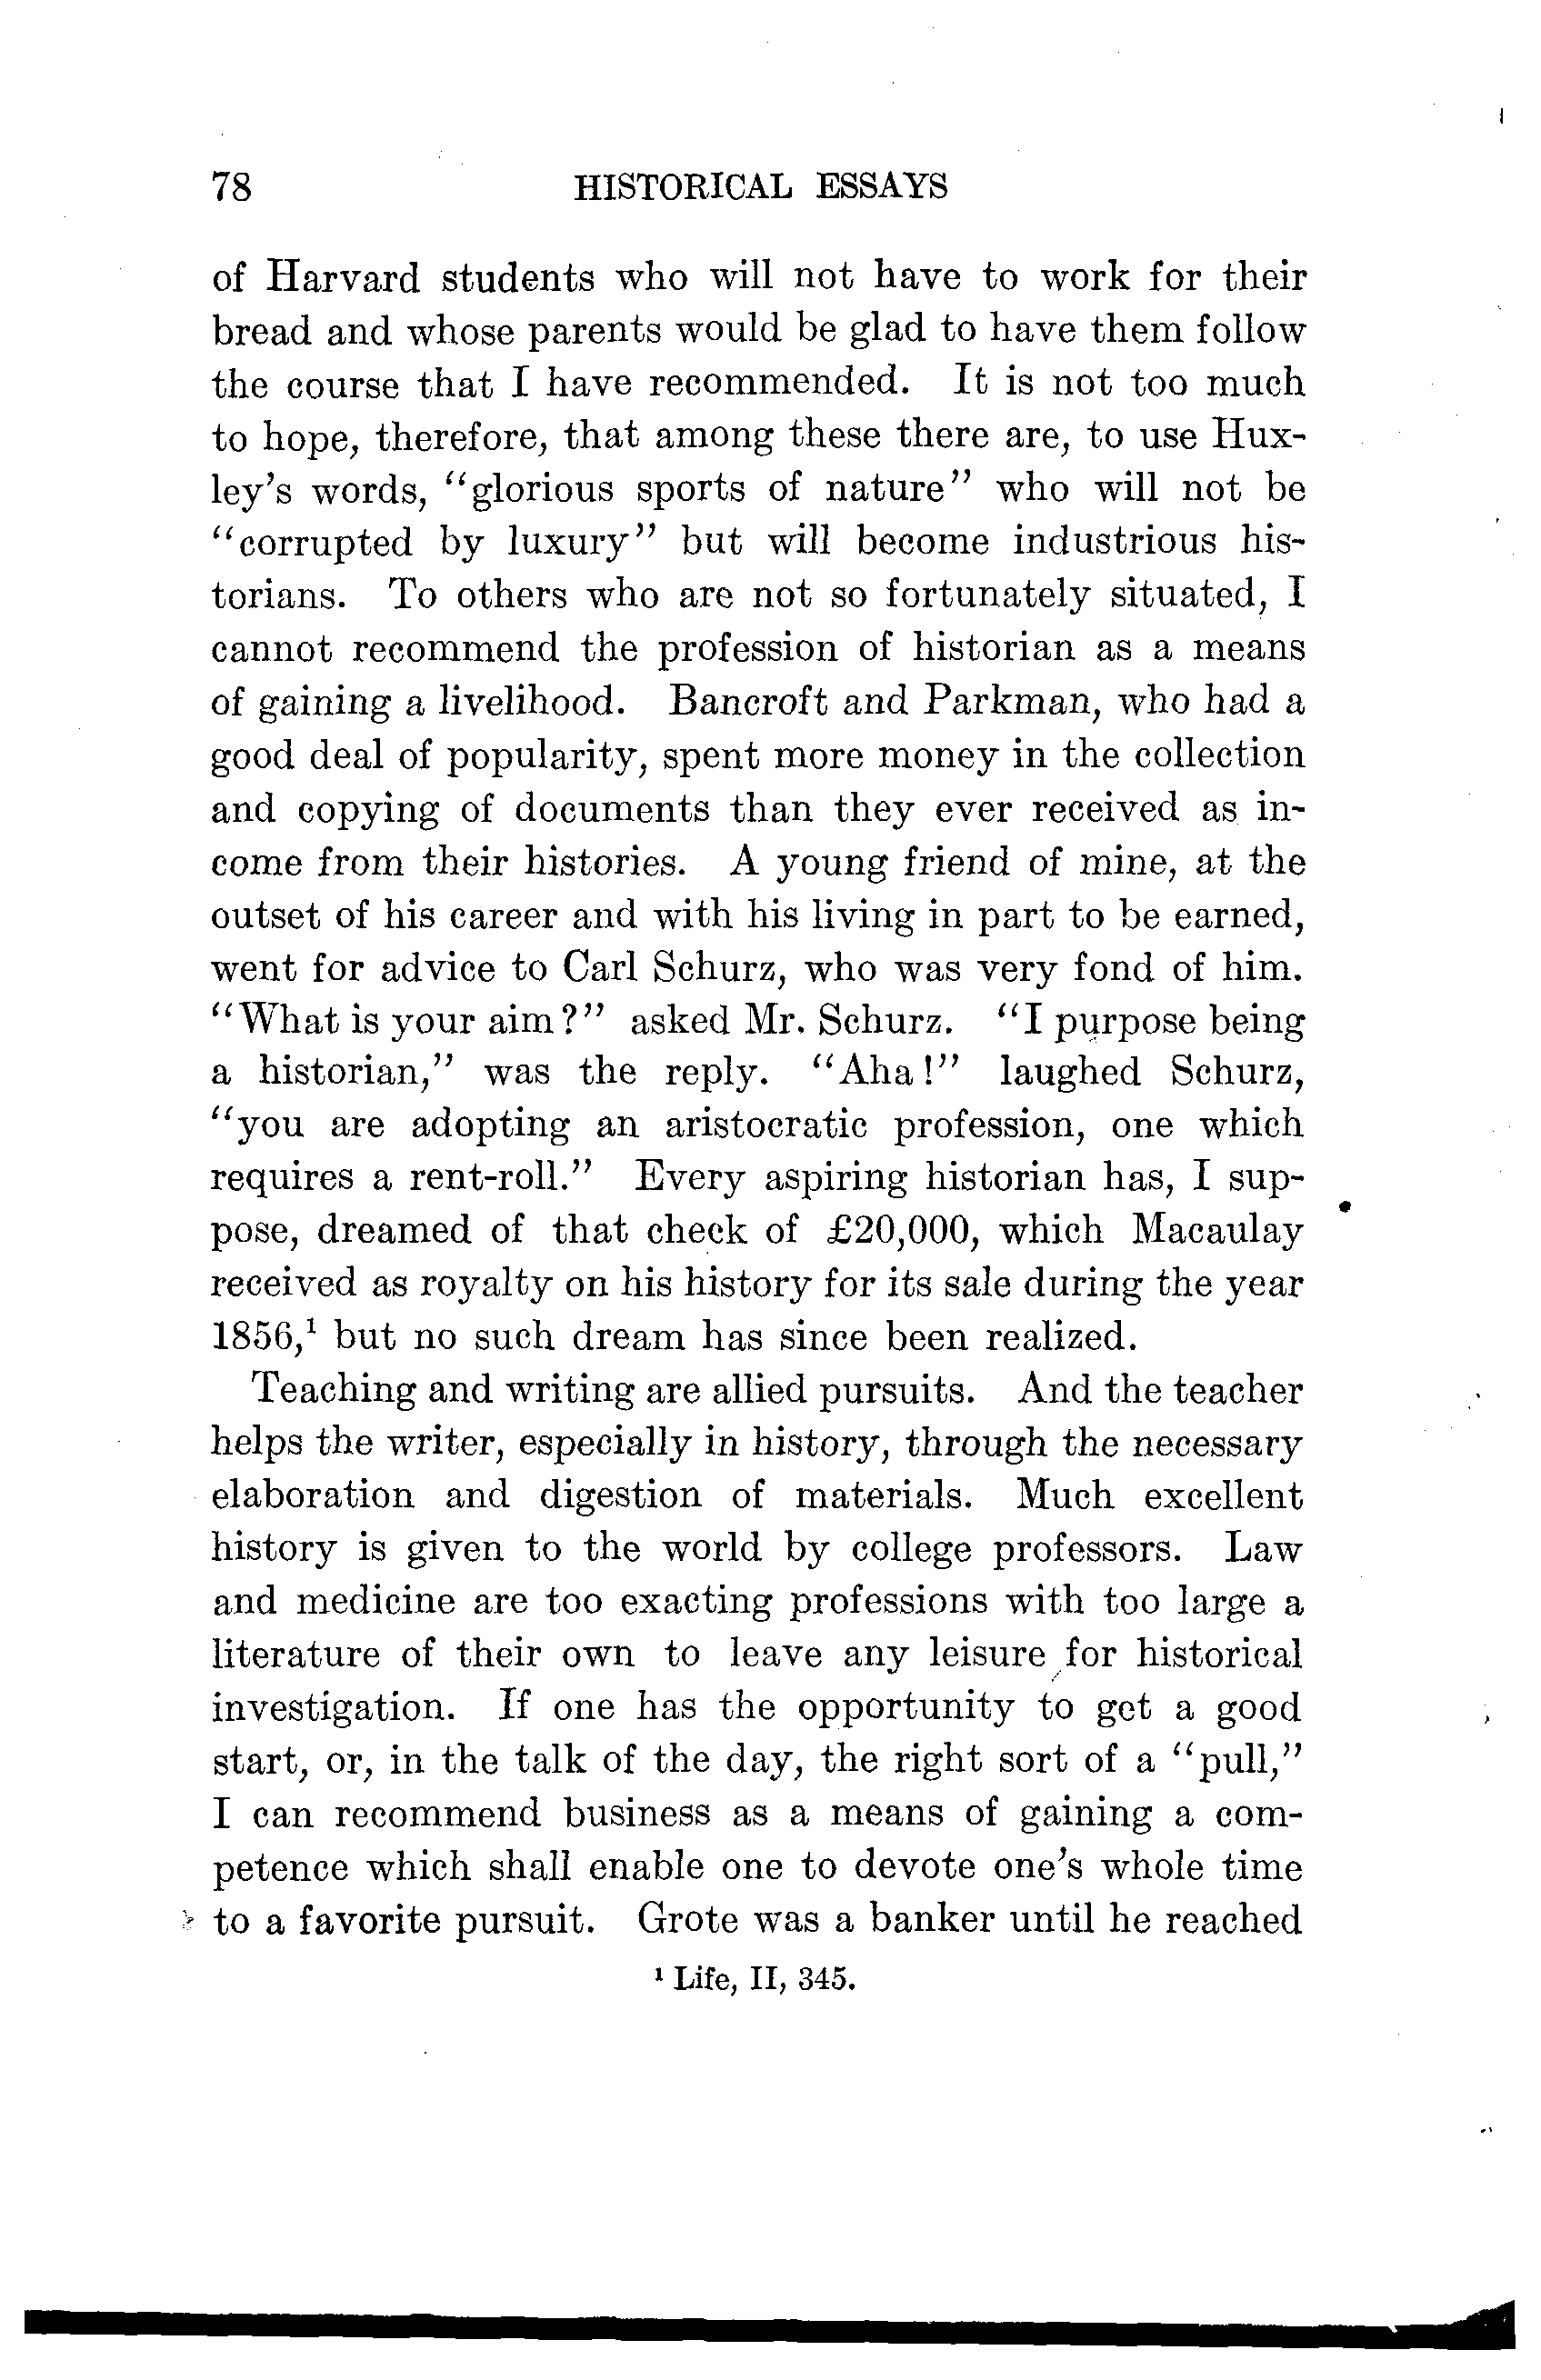 78 HISTORICAL ESSAYS
of Harvard students who will not have to work for their
bread and whose parents would be glad to have them follow
the course that I have recommended. It is not too much
to hope, therefore, that among these there are, to use Hux-
ley's words, "glorious sports of nature" who will not be
"corrupted by luxury" but will become industrious his-
torians. To others who are not so fortunately situated, I
cannot recommend the profession of historian as a means
of gaining a livelihood. Bancroft and Parkman, who had a
good deal of popularity, spent more money in the collection
and copying of documents than they ever received as in-
come from their histories. A young friend of mine, at the
outset of his career and with his living in part to be earned,
went for advice to Carl Schurz, who was very fond of him.
"What is your aim?" asked Mr. Schurz. "I purpose being
a historian," was the reply. "Aha!" laughed Schurz,
"you are adopting an aristocratic profession, one which
requires a rent-roll." Every aspiring historian has, I sup-
pose, dreamed of that check of £20,000, which Macaulay
received as royalty on his history for its sale during the year
1856,¹ but no such dream has since been realized.
Teaching and writing are allied pursuits. And the teacher
helps the writer, especially in history, through the necessary
elaboration and digestion of materials. Much excellent
history is given to the world by college professors. Law
and medicine are too exacting professions with too large a
literature of their own to leave any leisure for historical
investigation. If one has the opportunity to get a good
start, or, in the talk of the day, the right sort of a "pull,"
I can recommend business as a means of gaining a com-
petence which shall enable one to devote one's whole time
to a favorite pursuit. Grote was a banker until he reached
¹ Life, II, 345.